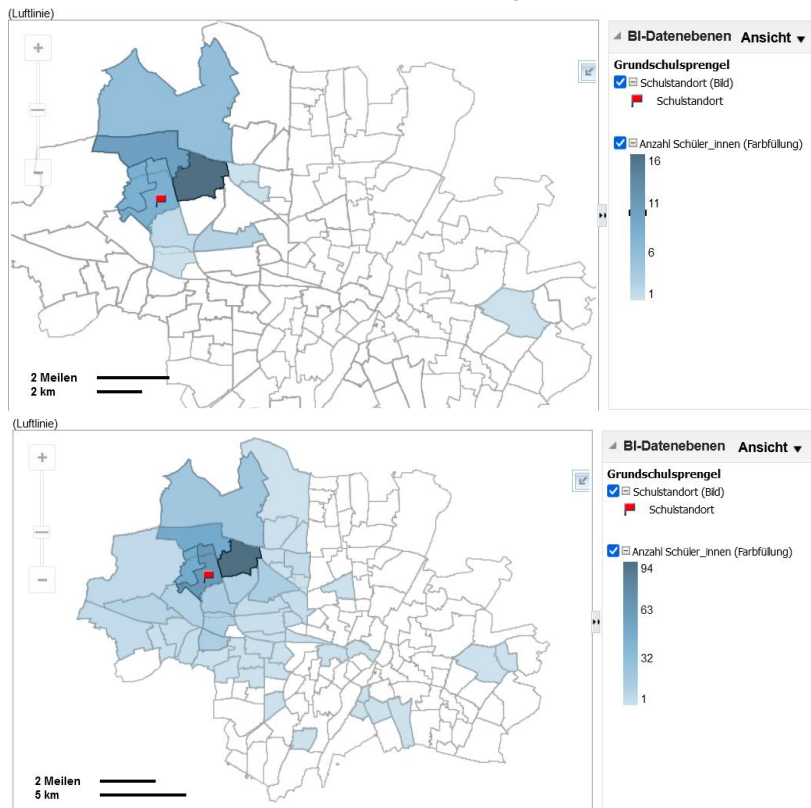 (Luftlinie)
BI-Datenebenen Ansicht
Grundschulsprengel
Schulstandort (Bild)
Schulstandort
Anzahl Schüler_innen (Farbfüllung)
16
11
6
1
2 Meilen
2 km
(Luftlinie)
BI-Datenebenen Ansicht
Grundschulsprengel
Schulstandort (Bild)
Schulstandort
Anzahl Schüler_innen (Farbfüllung)
94
63
32
1
2 Meilen
5 km